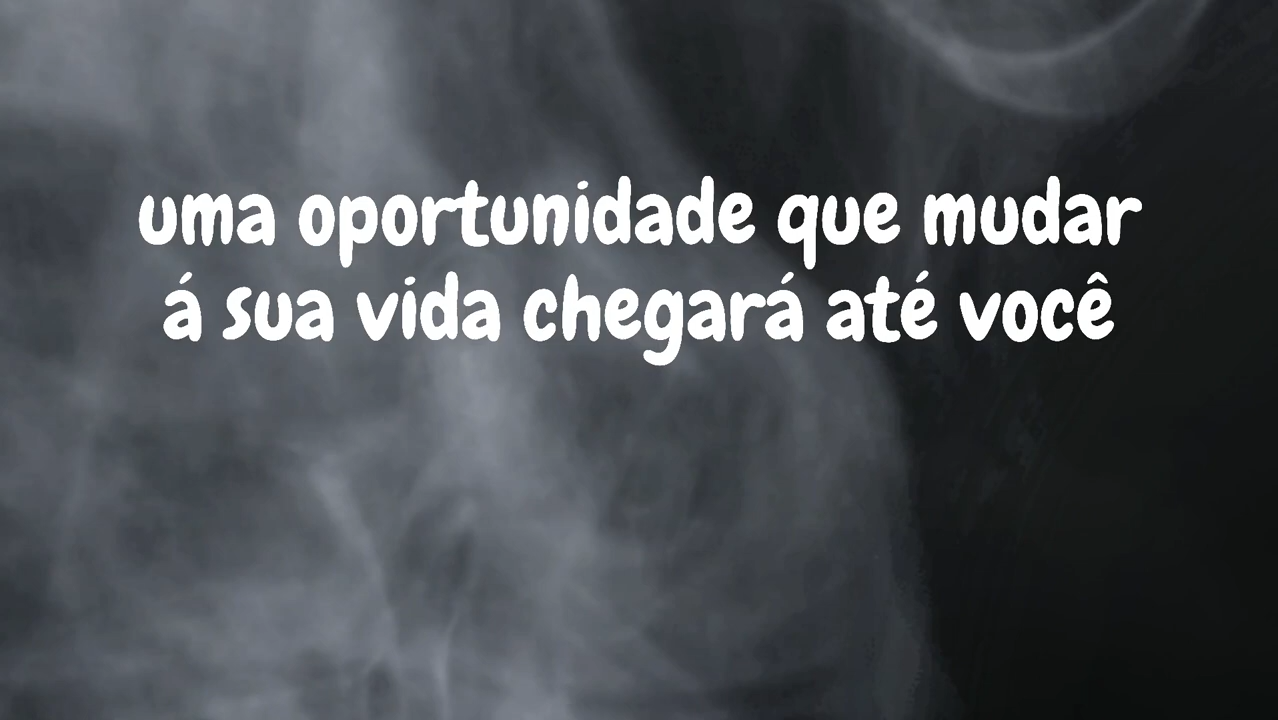 uma oportunidade que mudar
á sua vida chegará até você